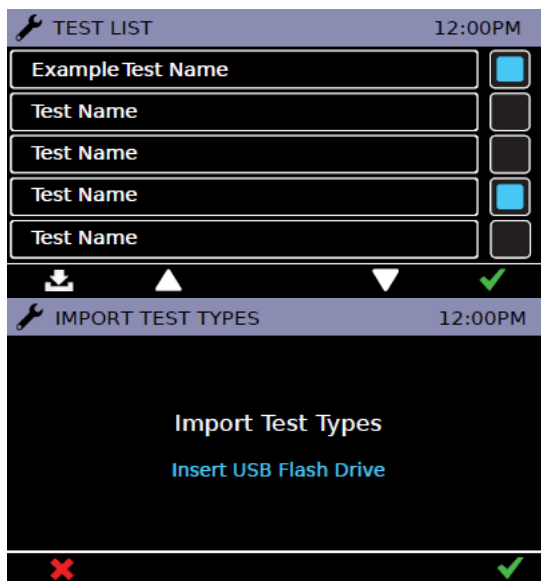 TEST LIST 12:00PM
Example Test Name
Test Name
Test Name
Test Name
Test Name
IMPORT TEST TYPES 12:00PM
Import Test Types
Insert USB Flash Drive